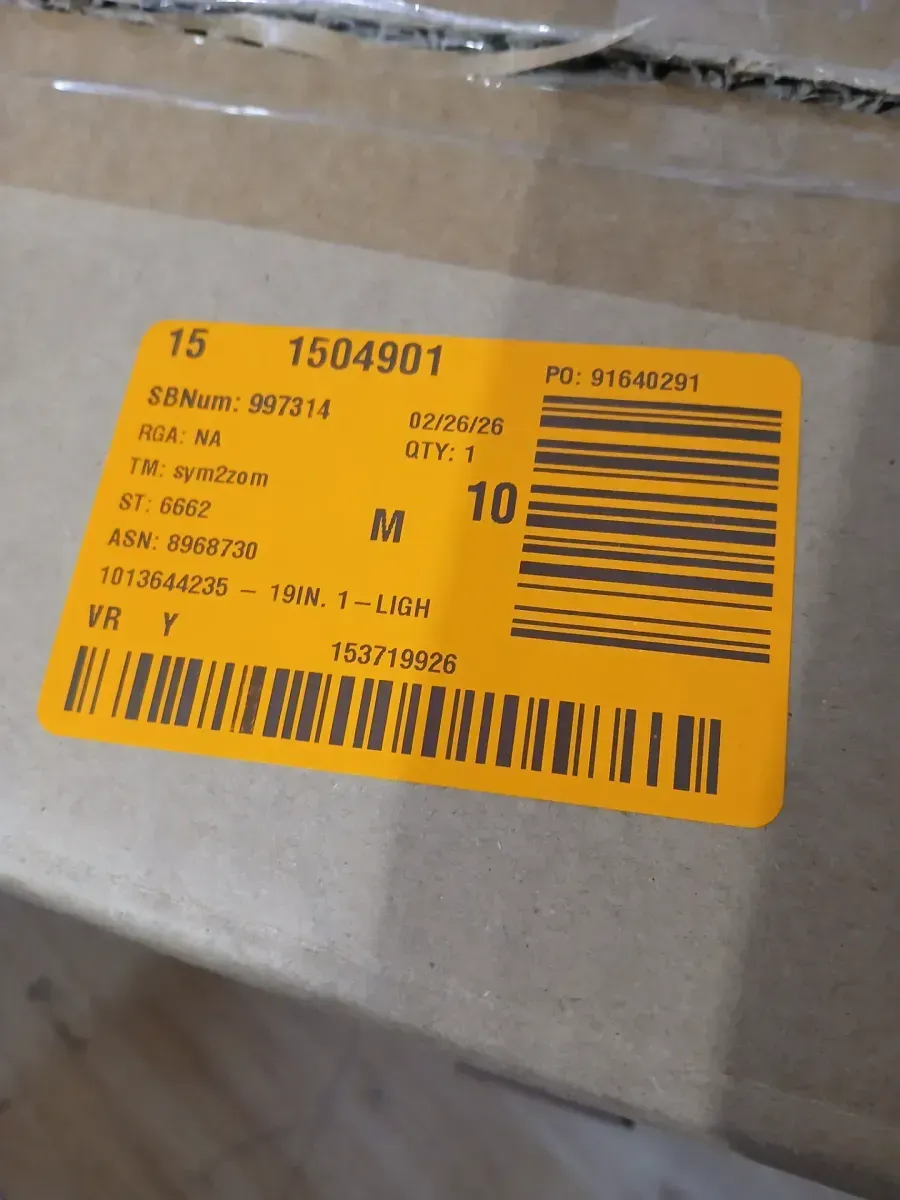 15 1504901
PO: 91640291
SBNum: 997314
02/26/26
RGA: NA
QTY: 1
TM: sym2zom
10
ST: 6662
M
ASN: 8968730
1013644235 - 19IN. 1-LIGH
VR Y
153719926